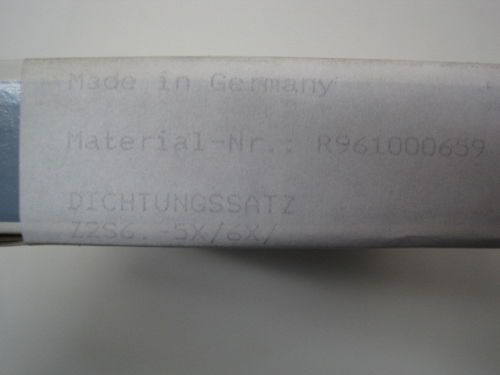 Made in Germany
Material-Nr.: R961000659
DICHTUNGSSATZ
Z2S6.-5X/6X/